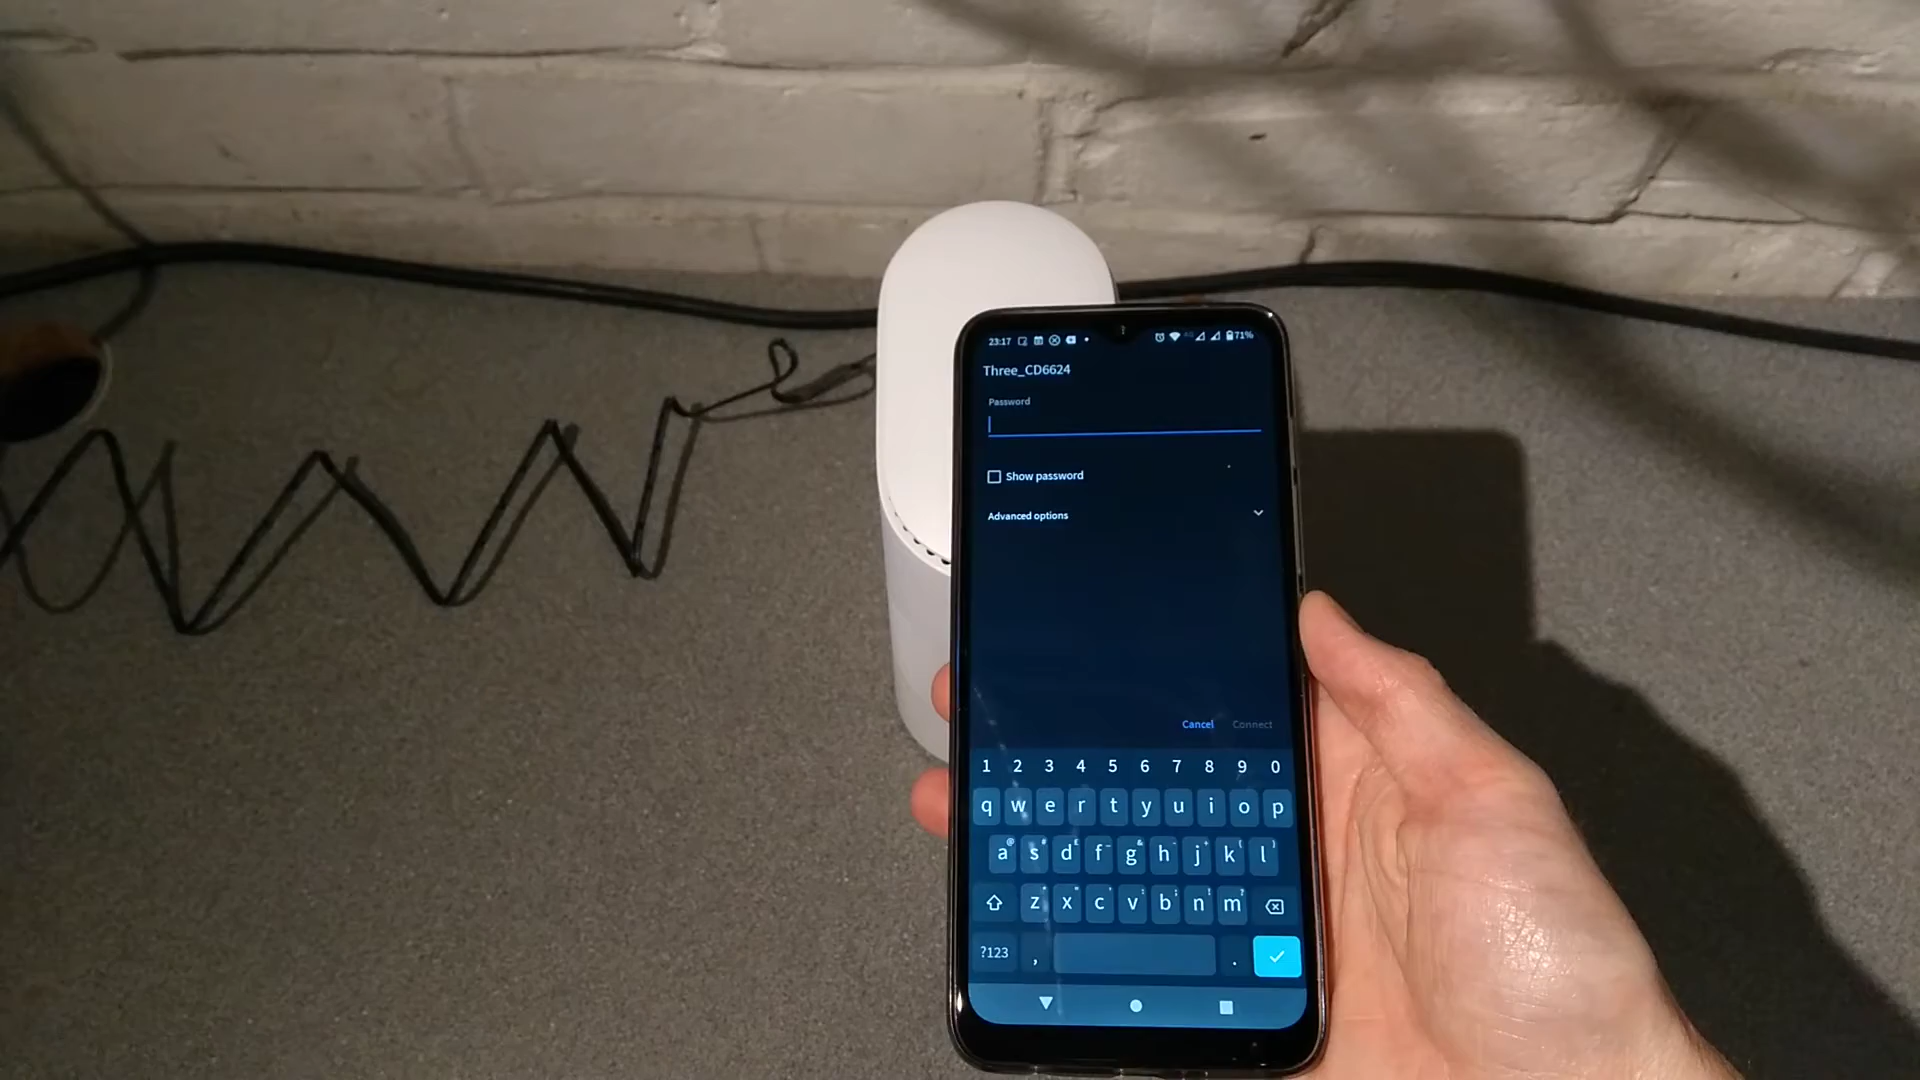 23:17 4G 71%
Three_CD6624
Password
Show password
Advanced options
Cancel Connect
1 2 3 4 5 6 7 8 9 0
q w e r t y u i o p
a s d f g h j k l
z x c v b n m
?123 , .